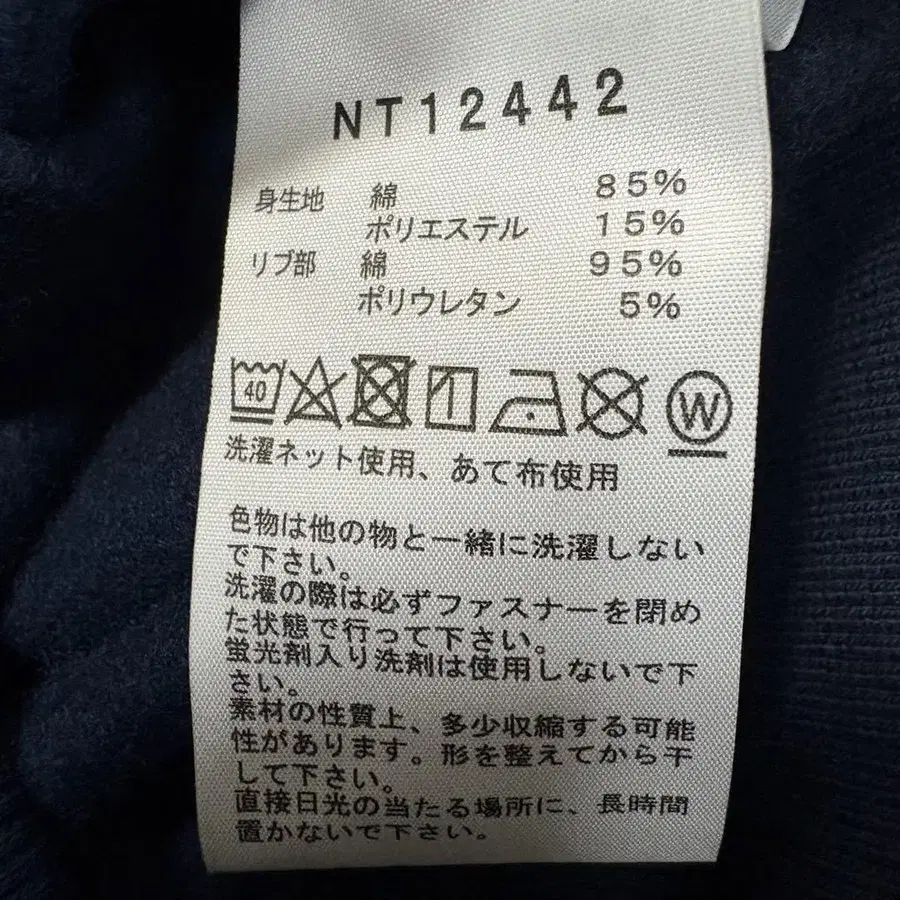 NT12442
身生地 綿 85%
ポリエステル 15%
リブ部 綿 95%
ポリウレタン 5%
40 W
洗濯ネット使用、あて布使用
色物は他の物と一緒に洗濯しない
で下さい。
洗濯の際は必ずファスナーを閉め
た状態で行って下さい。
蛍光剤入り洗剤は使用しないで下
さい。
素材の性質上、多少収縮する可能
性があります。形を整えてから干
して下さい。
直接日光の当たる場所に、長時間
置かないで下さい。